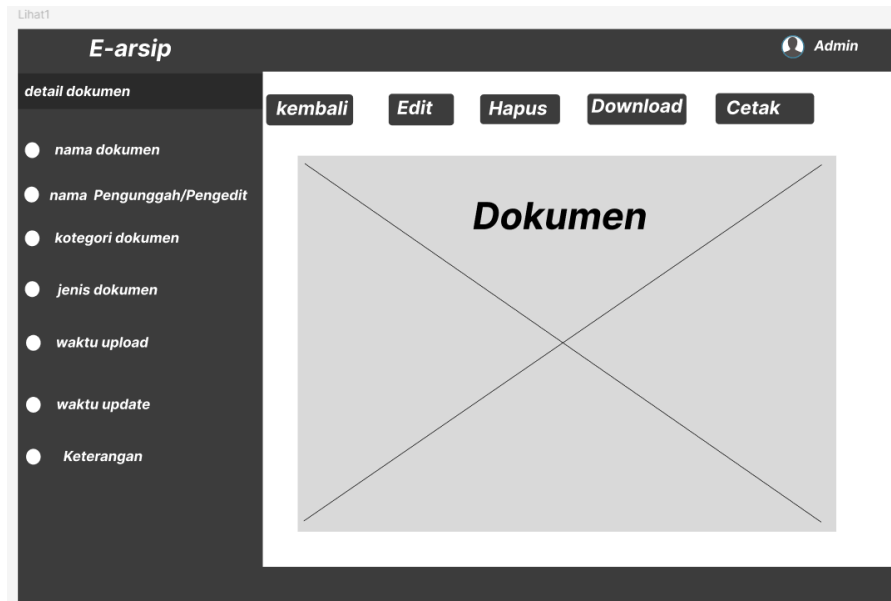 Lihat1
E-arsip
Admin
detail dokumen
kembali
Edit
Hapus
Download
Cetak
nama dokumen
nama Pengunggah/Pengedit
kotegori dokumen
jenis dokumen
waktu upload
waktu update
Keterangan
Dokumen